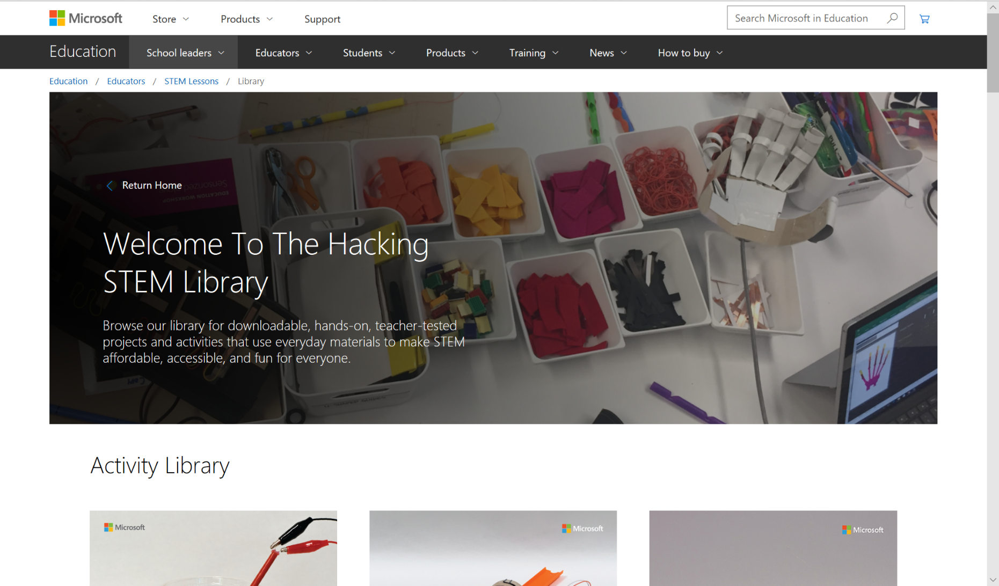 Microsoft Store Products Support Search Microsoft in Education
Education School leaders Educators Students Products Training News How to buy
Education / Educators / STEM Lessons / Library
Return Home
Welcome To The Hacking
STEM Library
Browse our library for downloadable, hands-on, teacher-tested
projects and activities that use everyday materials to make STEM
affordable, accessible, and fun for everyone.
Activity Library
Microsoft
Microsoft
Microsoft